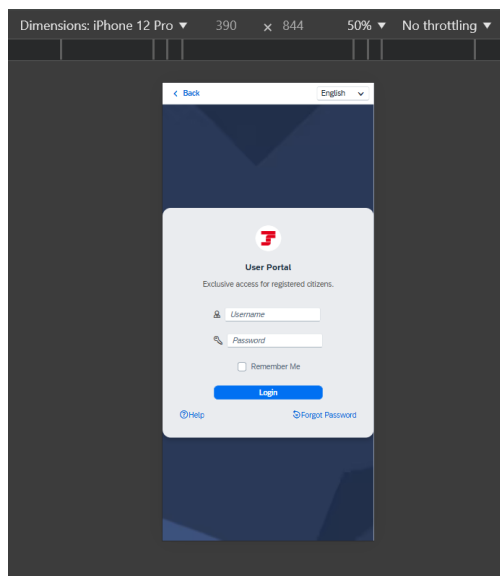 Dimensions: iPhone 12 Pro ▼ 390 × 844 50% ▼ No throttling ▼
Back English
User Portal
Exclusive access for registered citizens.
Username
Password
Remember Me
Login
Help Forgot Password